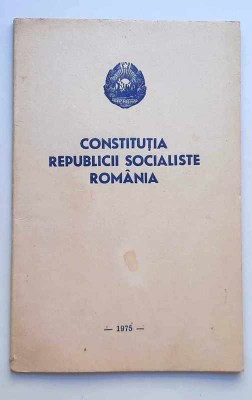 CONSTITUȚIA
REPUBLICII SOCIALISTE
ROMÂNIA
— 1975 —